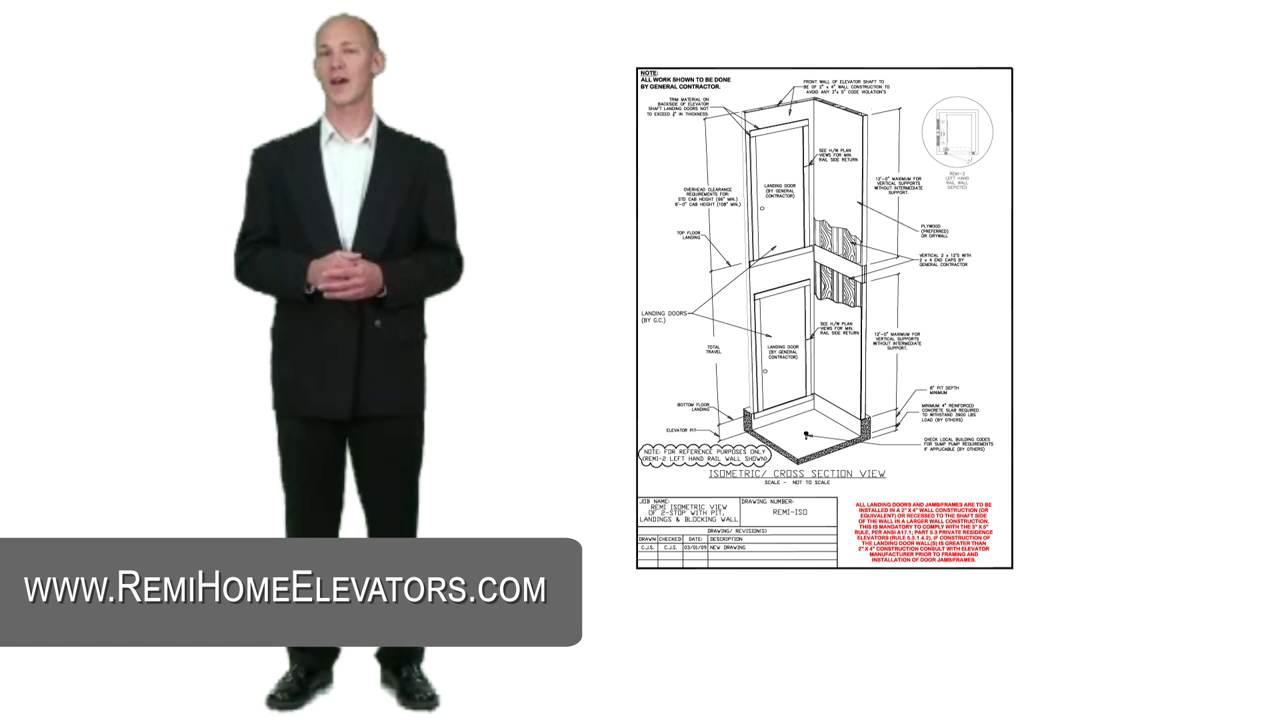 NOTE:
ALL WORK SHOWN TO BE DONE
BY GENERAL CONTRACTOR.
FRONT WALL OF ELEVATOR SHAFT TO
BE OF 2" x 4" WALL CONSTRUCTION TO
AVOID ANY 3"x 5" CODE VIOLATION'S
TRIM MATERIAL ON
BACKSIDE OF ELEVATOR
SHAFT LANDING DOORS NOT
TO EXCEED IN THICKNESS.
SEE H/W PLAN
VIEWS FOR MIN.
RAIL SIDE RETURN
REMI-2
LEFT HAND
RAIL WALL
DEPICTED
12'-0" MAXIMUM FOR
VERTICAL SUPPORTS
WITHOUT INTERMEDIATE
SUPPORT.
LANDING DOOR
(BY GENERAL
CONTRACTOR)
OVERHEAD CLEARANCE
REQUIREMENTS FOR:
STD CAB HEIGHT (96" MIN.)
8'-0" CAB HEIGHT (108" MIN.)
PLYWOOD
(PREFERRED)
OR DRYWALL
TOP FLOOR
LANDING
VERTICAL 2 x 12'S WITH
2 x 4 END CAPS BY
GENERAL CONTRACTOR
LANDING DOORS
(BY G.C.)
SEE H/W PLAN
VIEWS FOR MIN.
RAIL SIDE RETURN
12'-0" MAXIMUM FOR
VERTICAL SUPPORTS
WITHOUT INTERMEDIATE
SUPPORT.
TOTAL
TRAVEL
LANDING DOOR
(BY GENERAL
CONTRACTOR)
PIT DEPTH
MINIMUM
BOTTOM FLOOR
LANDING
MINIMUM 4" REINFORCED
CONCRETE SLAB REQUIRED
TO WITHSTAND 3900 LBS
LOAD (BY OTHERS)
ELEVATOR PIT
CHECK LOCAL BUILDING CODES
FOR SUMP PUMP REQUIREMENTS
IF APPLICABLE (BY OTHERS)
NOTE: FOR REFERENCE PURPOSES ONLY
(REMI-2 LEFT HAND RAIL WALL SHOWN)
ISOMETRIC/ CROSS SECTION VIEW
SCALE - NOT TO SCALE
JOB NAME:
REMI ISOMETRIC VIEW
OF 2-STOP WITH PIT,
LANDINGS & BLOCKING WALL
DRAWING NUMBER:
REMI-ISO
DRAWING/ REVISION(S)
DRAWN CHECKED DATE: DESCRIPTION
C.J.S. C.J.S. 03/01/09 NEW DRAWING
ALL LANDING DOORS AND JAMB/FRAMES ARE TO BE
INSTALLED IN A 2" X 4" WALL CONSTRUCTION (OR
EQUIVALENT) OR RECESSED TO THE SHAFT SIDE
OF THE WALL IN A LARGER WALL CONSTRUCTION.
THIS IS MANDATORY TO COMPLY WITH THE 3" X 5"
RULE, PER ANSI A17.1; PART 5.3 PRIVATE RESIDENCE
ELEVATORS (RULE 5.3.1.4.2). IF CONSTRUCTION OF
THE LANDING DOOR WALL(S) IS GREATER THAN
2" X 4" CONSTRUCTION CONSULT WITH ELEVATOR
MANUFACTURER PRIOR TO FRAMING AND
INSTALLATION OF DOOR JAMB/FRAMES.
WWW.REMIHOMEELEVATORS.COM